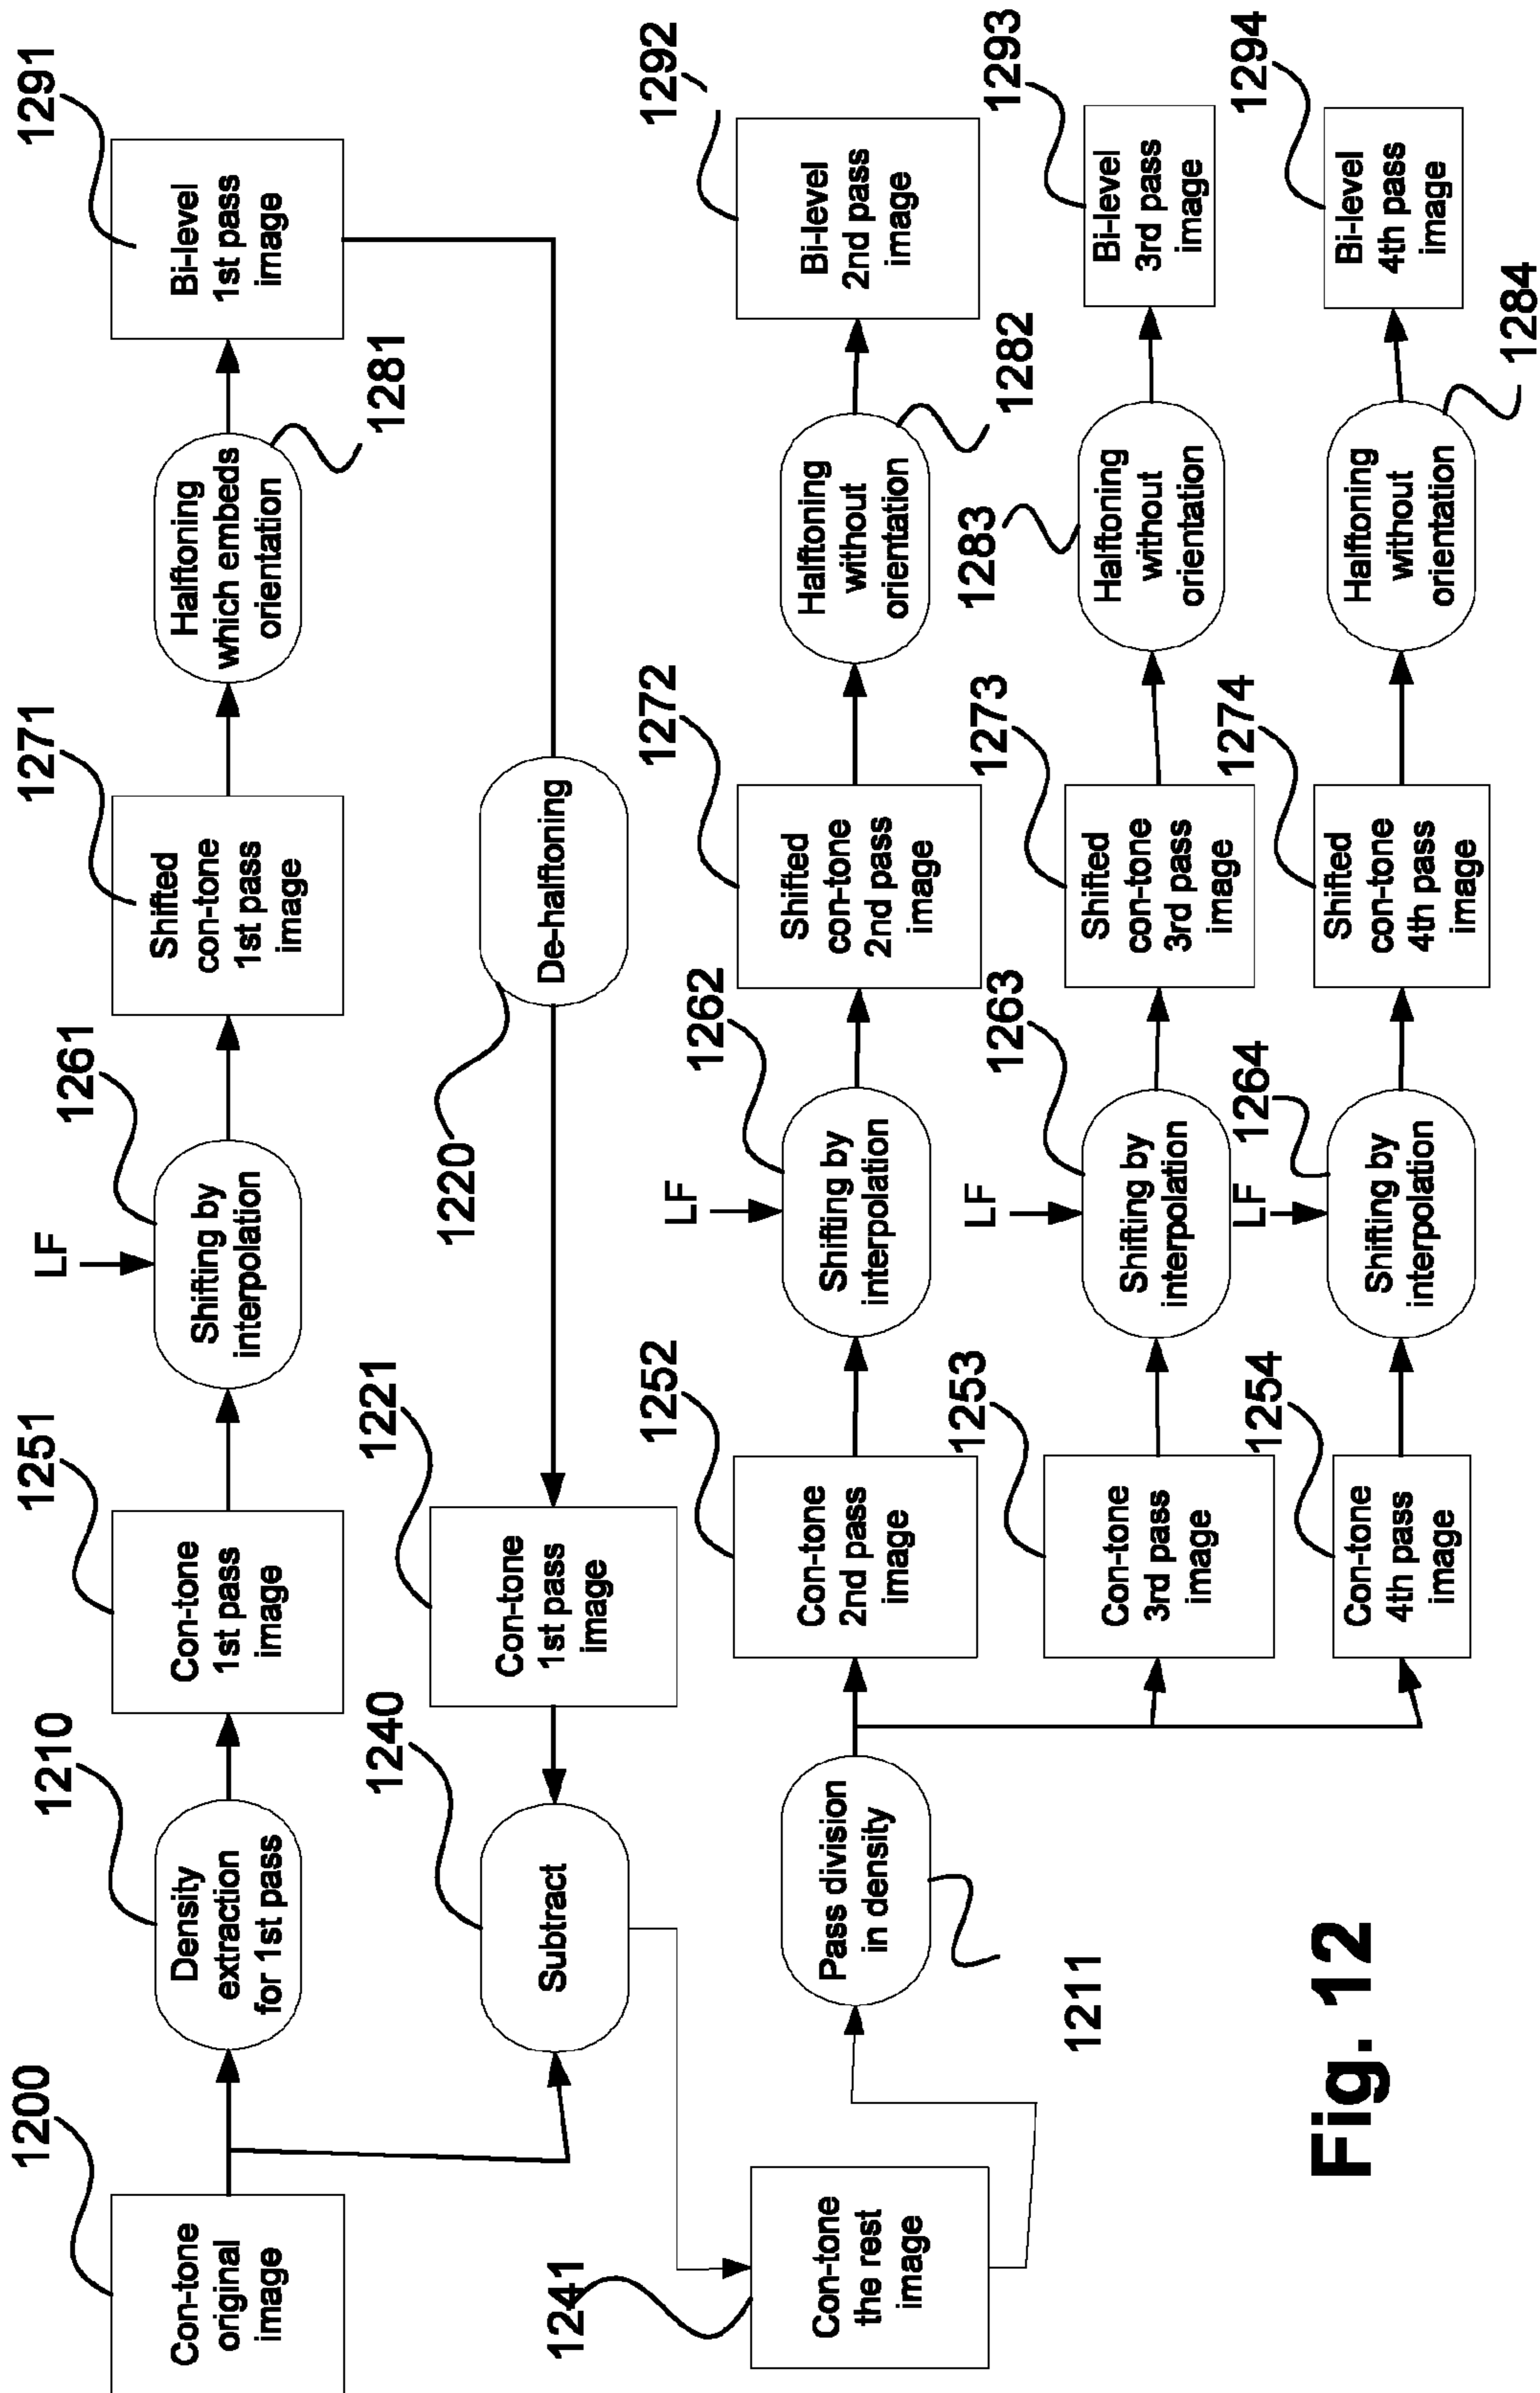 1200
1210
1251
1261
1271
1281
1291
LF
Con-tone
original
image
Density
extraction
for 1st pass
Con-tone
1st pass
image
Shifting by
interpolation
Shifted
con-tone
1st pass
image
Halftoning
which embeds
orientation
Bi-level
1st pass
image
1240
1221
1220
Subtract
Con-tone
1st pass
image
De-halftoning
1241
Con-tone
the rest
image
1211
Pass division
in density
1252
Con-tone
2nd pass
image
LF
1262
Shifting by
interpolation
1272
Shifted
con-tone
2nd pass
image
1282
Halftoning
without
orientation
1292
Bi-level
2nd pass
image
1253
Con-tone
3rd pass
image
LF
1263
Shifting by
interpolation
1273
Shifted
con-tone
3rd pass
image
1283
Halftoning
without
orientation
1293
Bi-level
3rd pass
image
1254
Con-tone
4th pass
image
LF
1264
Shifting by
interpolation
1274
Shifted
con-tone
4th pass
image
1284
Halftoning
without
orientation
1294
Bi-level
4th pass
image
Fig. 12